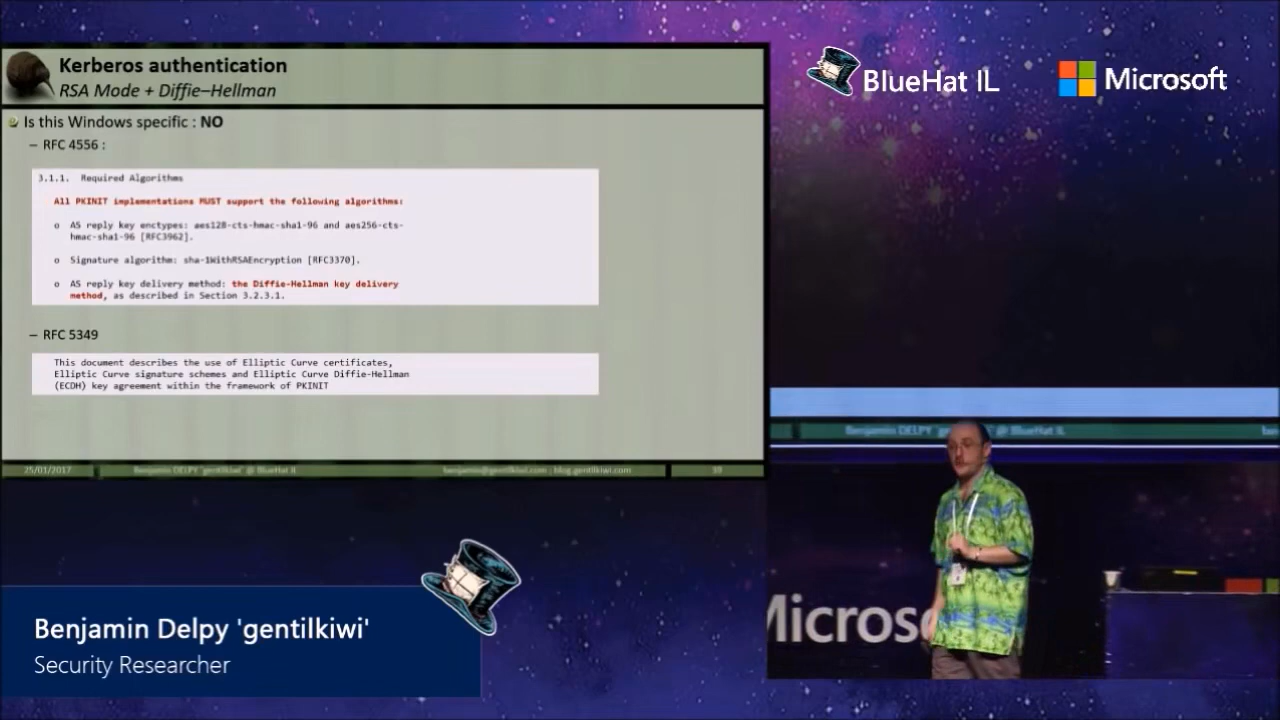 Kerberos authentication
RSA Mode + Diffie–Hellman
Is this Windows specific : NO
– RFC 4556 :
3.1.1. Required Algorithms
All PKINIT implementations MUST support the following algorithms:
o AS reply key enctypes: aes128-cts-hmac-sha1-96 and aes256-cts-
hmac-sha1-96 [RFC3962].
o Signature algorithm: sha-1WithRSAEncryption [RFC3370].
o AS reply key delivery method: the Diffie-Hellman key delivery
method, as described in Section 3.2.3.1.
– RFC 5349
This document describes the use of Elliptic Curve certificates,
Elliptic Curve signature schemes and Elliptic Curve Diffie-Hellman
(ECDH) key agreement within the framework of PKINIT
25/01/2017 Benjamin DELPY `gentilkiwi` @ BlueHat IL benjamin@gentilkiwi.com ; blog.gentilkiwi.com 39
BlueHat IL Microsoft
Benjamin DELPY @ BlueHat IL
Micros
Benjamin Delpy 'gentilkiwi'
Security Researcher